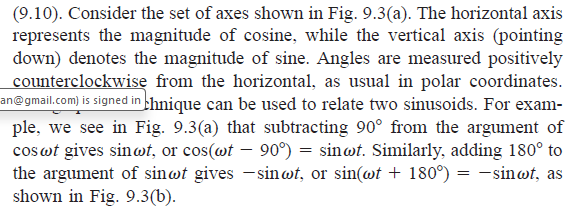 (9.10). Consider the set of axes shown in Fig. 9.3(a). The horizontal axis
represents the magnitude of cosine, while the vertical axis (pointing
down) denotes the magnitude of sine. Angles are measured positively
counterclockwise from the horizontal, as usual in polar coordinates.
an@gmail.com) is signed in chnique can be used to relate two sinusoids. For exam-
ple, we see in Fig. 9.3(a) that subtracting 90° from the argument of
cos ωt gives sin ωt, or cos(ωt − 90°) = sin ωt. Similarly, adding 180° to
the argument of sin ωt gives −sin ωt, or sin(ωt + 180°) = −sin ωt, as
shown in Fig. 9.3(b).